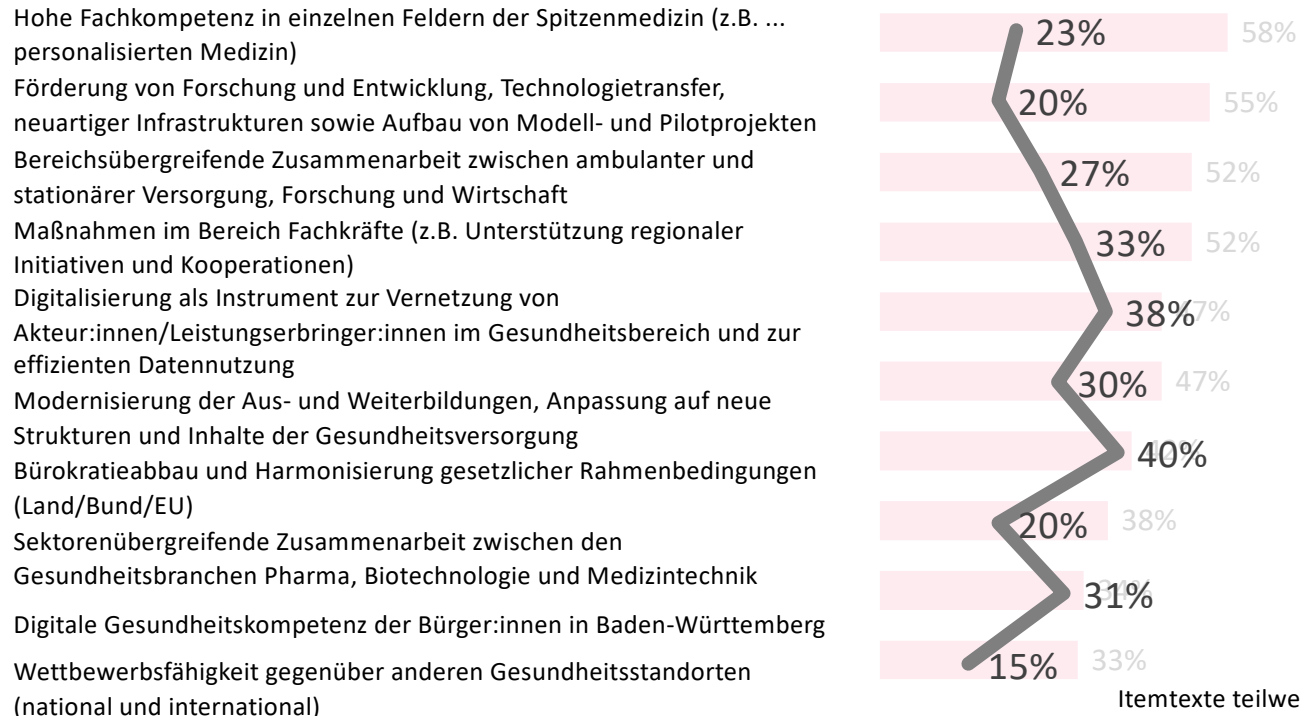 Hohe Fachkompetenz in einzelnen Feldern der Spitzenmedizin (z.B. ...
personalisierten Medizin)
23%
58%
Förderung von Forschung und Entwicklung, Technologietransfer,
neuartiger Infrastrukturen sowie Aufbau von Modell- und Pilotprojekten
20%
55%
Bereichsübergreifende Zusammenarbeit zwischen ambulanter und
stationärer Versorgung, Forschung und Wirtschaft
27%
52%
Maßnahmen im Bereich Fachkräfte (z.B. Unterstützung regionaler
Initiativen und Kooperationen)
33%
52%
Digitalisierung als Instrument zur Vernetzung von
Akteur:innen/Leistungserbringer:innen im Gesundheitsbereich und zur
effizienten Datennutzung
38%
Modernisierung der Aus- und Weiterbildungen, Anpassung auf neue
Strukturen und Inhalte der Gesundheitsversorgung
30%
47%
Bürokratieabbau und Harmonisierung gesetzlicher Rahmenbedingungen
(Land/Bund/EU)
40%
Sektorenübergreifende Zusammenarbeit zwischen den
Gesundheitsbranchen Pharma, Biotechnologie und Medizintechnik
20%
38%
Digitale Gesundheitskompetenz der Bürger:innen in Baden-Württemberg
31%
Wettbewerbsfähigkeit gegenüber anderen Gesundheitsstandorten
(national und international)
15%
33%
Itemtexte teilwe